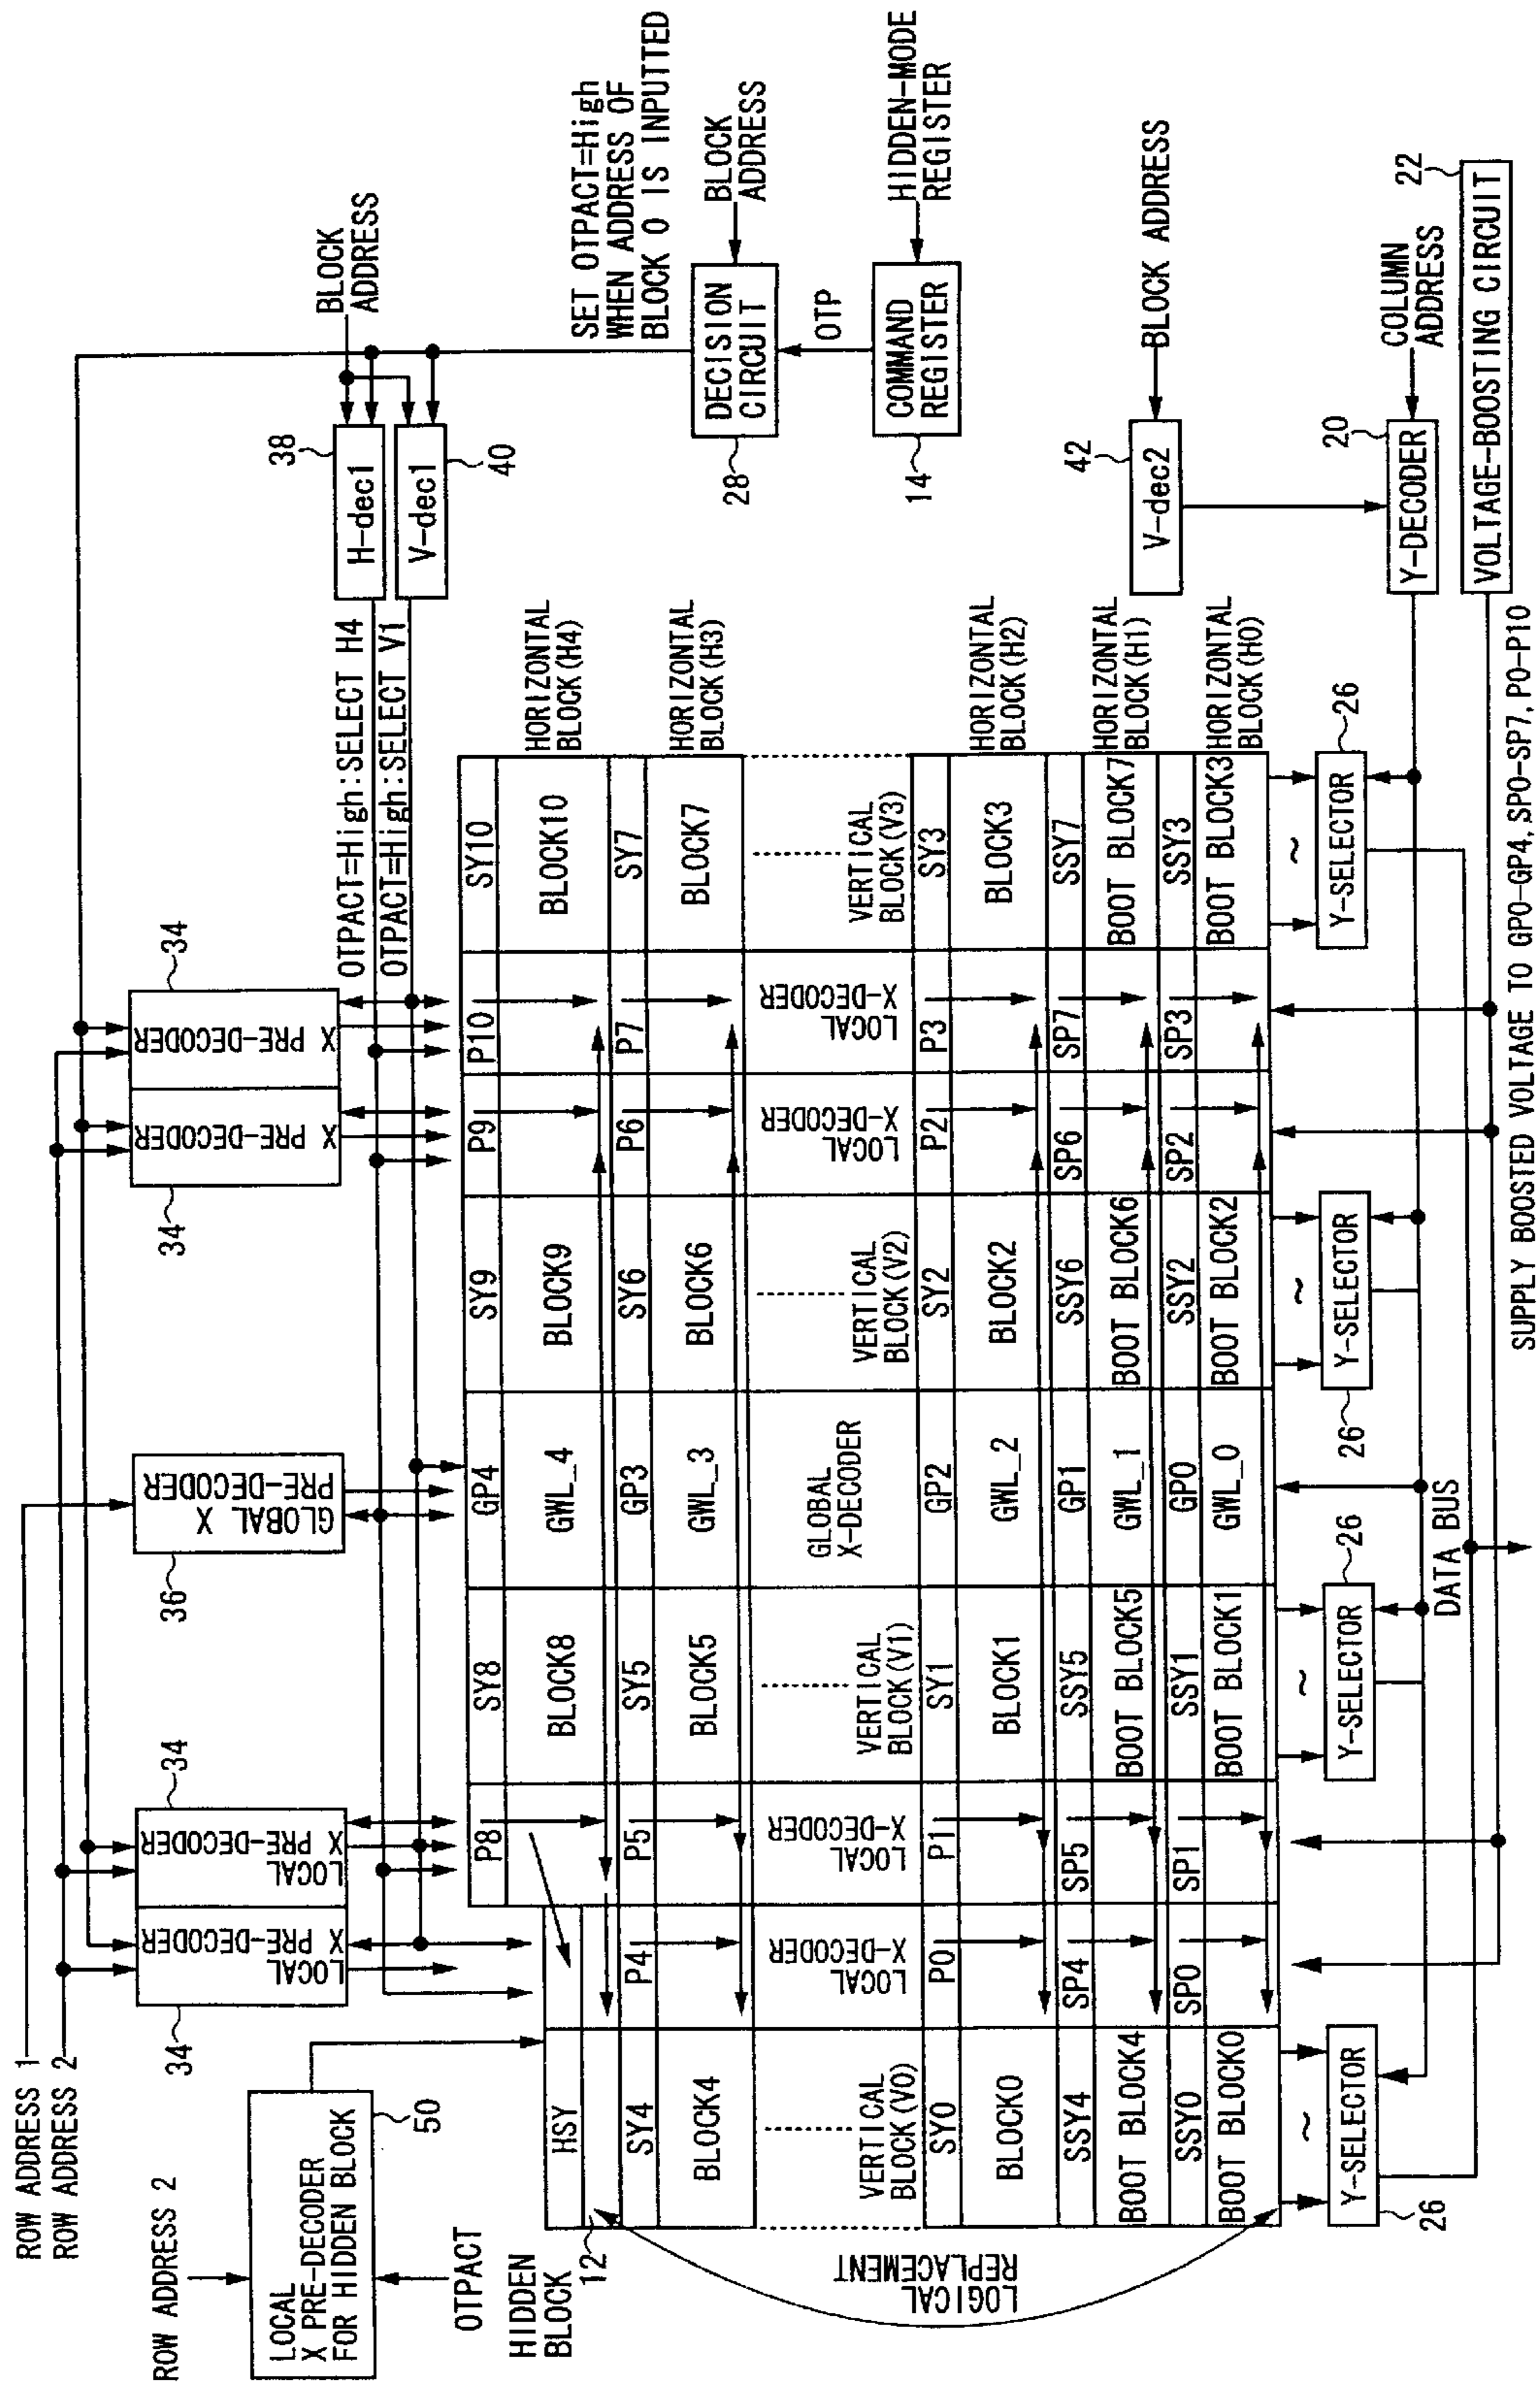 ROW ADDRESS 1
ROW ADDRESS 2
ROW ADDRESS 2
LOCAL
X PRE-DECODER
FOR HIDDEN BLOCK
50
OTPACT
HIDDEN
BLOCK
12
LOGICAL
REPLACEMENT
34
LOCAL
X PRE-DECODER
LOCAL
X PRE-DECODER
34
36
GLOBAL X
PRE-DECODER
34
X PRE-DECODER
X PRE-DECODER
34
BLOCK
ADDRESS
38
H-dec1
V-dec1
40
OTPACT=High:SELECT H4
OTPACT=High:SELECT V1
SET OTPACT=High
WHEN ADDRESS OF
BLOCK 0 IS INPUTTED
DECISION
CIRCUIT
28
BLOCK
ADDRESS
OTP
COMMAND
REGISTER
14
HIDDEN-MODE
REGISTER
HSY
P8
SY8
GP4
SY9
P9
P10
SY10
BLOCK8
GWL_4
BLOCK9
BLOCK10
HORIZONTAL
BLOCK(H4)
SY4
P4
P5
SY5
GP3
SY6
P6
P7
SY7
BLOCK4
BLOCK5
GWL_3
BLOCK6
BLOCK7
HORIZONTAL
BLOCK(H3)
VERTICAL
BLOCK(V0)
LOCAL
X-DECODER
LOCAL
X-DECODER
VERTICAL
BLOCK(V1)
GLOBAL
X-DECODER
VERTICAL
BLOCK(V2)
LOCAL
X-DECODER
LOCAL
X-DECODER
VERTICAL
BLOCK(V3)
SY0
P0
P1
SY1
GP2
SY2
P2
P3
SY3
BLOCK0
BLOCK1
GWL_2
BLOCK2
BLOCK3
HORIZONTAL
BLOCK(H2)
SSY4
SP4
SP5
SSY5
GP1
SSY6
SP6
SP7
SSY7
BOOT BLOCK4
BOOT BLOCK5
GWL_1
BOOT BLOCK6
BOOT BLOCK7
HORIZONTAL
BLOCK(H1)
SSY0
SP0
SP1
SSY1
GP0
SSY2
SP2
SP3
SSY3
BOOT BLOCK0
BOOT BLOCK1
GWL_0
BOOT BLOCK2
BOOT BLOCK3
HORIZONTAL
BLOCK(H0)
~
~
~
~
Y-SELECTOR
26
Y-SELECTOR
26
Y-SELECTOR
26
Y-SELECTOR
26
BLOCK ADDRESS
42
V-dec2
COLUMN
ADDRESS
20
Y-DECODER
22
VOLTAGE-BOOSTING CIRCUIT
DATA BUS
SUPPLY BOOSTED VOLTAGE TO GP0-GP4, SP0-SP7, P0-P10